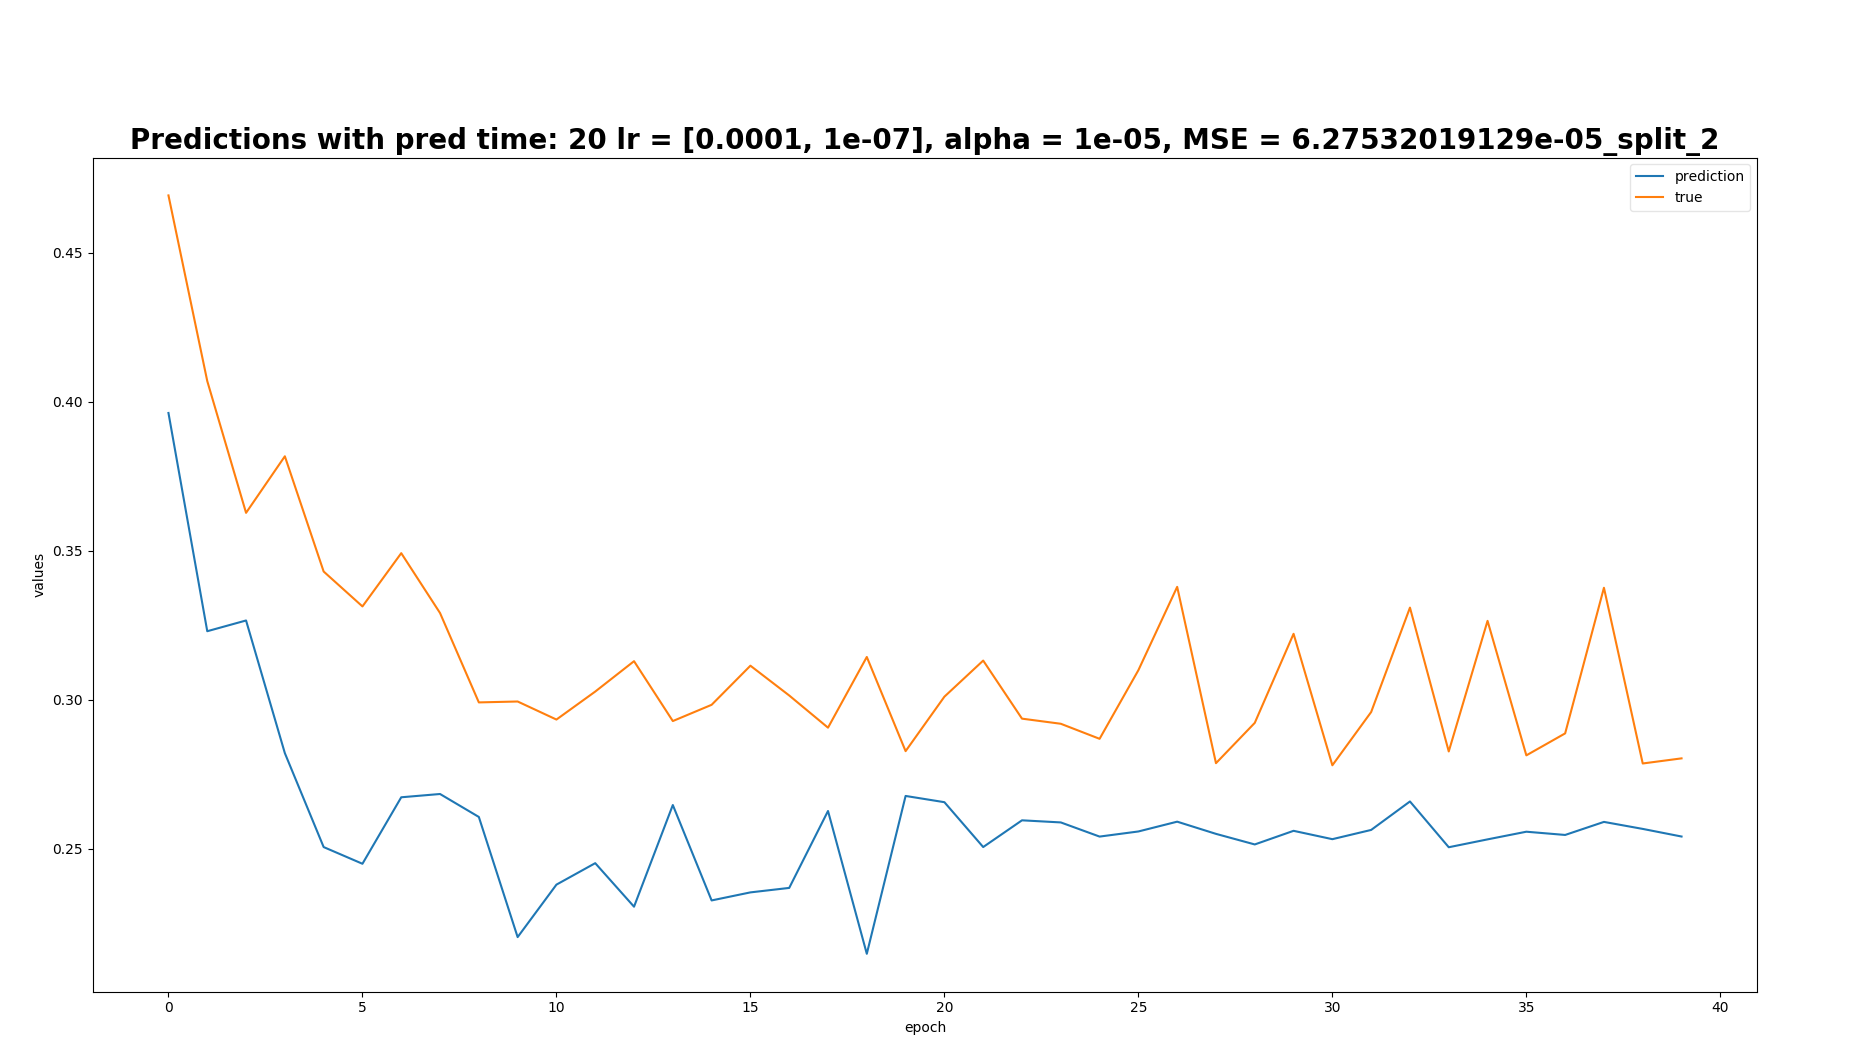 Predictions with pred time: 20 lr = [0.0001, 1e-07], alpha = 1e-05, MSE = 6.27532019129e-05_split_2
prediction
true
0.45
0.40
0.35
0.30
0.25
values
0 5 10 15 20 25 30 35 40
epoch